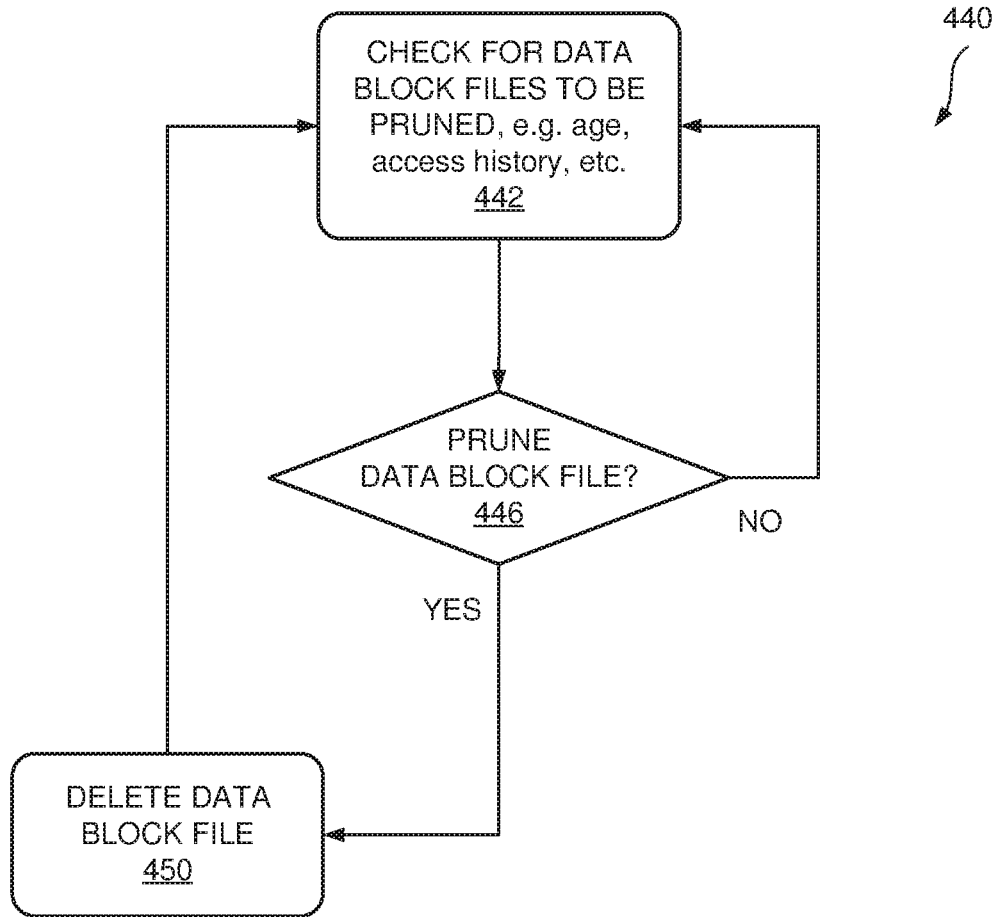 440
CHECK FOR DATA
BLOCK FILES TO BE
PRUNED, e.g. age,
access history, etc.
442
PRUNE
DATA BLOCK FILE?
446
NO
YES
DELETE DATA
BLOCK FILE
450